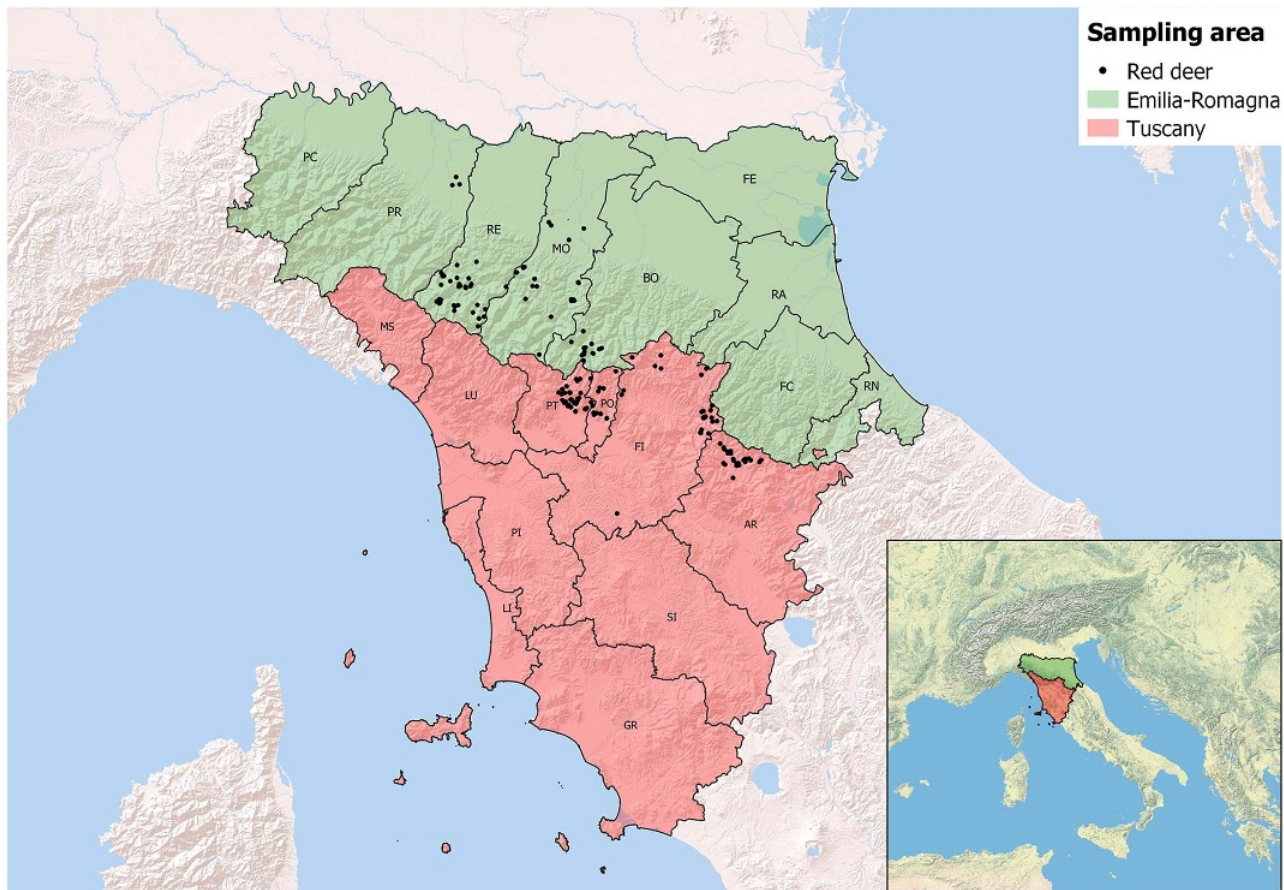 Sampling area
Red deer
Emilia-Romagna
Tuscany
PC
FE
PR
RE
MO
BO
RA
MS
FC
RN
LU
PT
PO
FI
AR
PI
LI
SI
GR